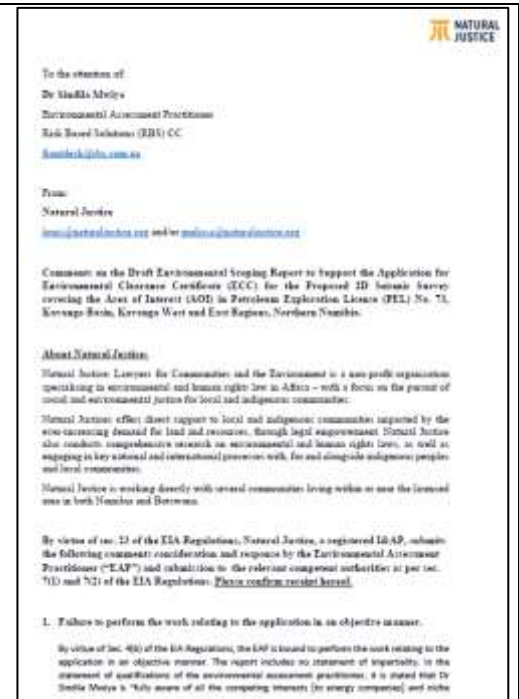 NATURAL
JUSTICE
To the attention of:
Dr Sindila Mwiya
Environmental Assessment Practitioner
Risk Based Solutions (RBS) CC
From:
Natural Justice
and/or
Comments on the Draft Environmental Scoping Report to Support the Application for
Environmental Clearance Certificate (ECC) for the Proposed 2D Seismic Survey
covering the Area of Interest (AOI) in Petroleum Exploration Licence (PEL) No. 73,
Kavango Basin, Kavango West and East Regions, Northern Namibia.
About Natural Justice:
Natural Justice: Lawyers for Communities and the Environment is a non-profit organisation
specialising in environmental and human rights law in Africa – with a focus on the pursuit of
social and environmental justice for local and indigenous communities.
Natural Justice offers direct support to local and indigenous communities impacted by the
ever-increasing demand for land and resources, through legal empowerment. Natural Justice
also conducts comprehensive research on environmental and human rights laws, as well as
engaging in key national and international processes with, for and alongside indigenous peoples
and local communities.
Natural Justice is working directly with several communities living within or near the licensed
area in both Namibia and Botswana.
By virtue of sec. 23 of the EIA Regulations, Natural Justice, a registered I&AP, submits
the following comments consideration and response by the Environmental Assessment
Practitioner ("EAP") and submission to the relevant competent authorities as per sec.
7(1) and 7(2) of the EIA Regulations. Please confirm receipt hereof.
1. Failure to perform the work relating to the application in an objective manner.
By virtue of Sec. 4(b) of the EIA Regulations, the EAP is bound to perform the work relating to the
application in an objective manner. The report includes no statement of impartiality. In the
statement of qualifications of the environmental assessment practitioner, it is stated that Dr
Sindila Mwiya is "fully aware of all the competing interests [to energy companies] and niche